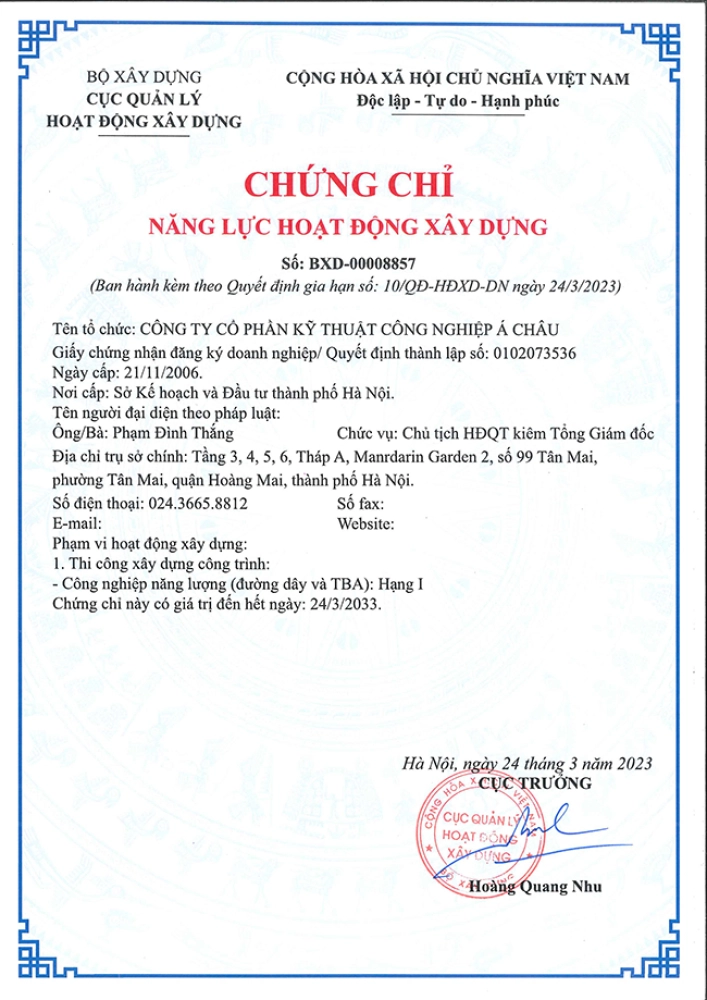 BỘ XÂY DỰNG
CỤC QUẢN LÝ
HOẠT ĐỘNG XÂY DỰNG
CỘNG HÒA XÃ HỘI CHỦ NGHĨA VIỆT NAM
Độc lập - Tự do - Hạnh phúc
CHỨNG CHỈ
NĂNG LỰC HOẠT ĐỘNG XÂY DỰNG
Số: BXD-00008857
(Ban hành kèm theo Quyết định gia hạn số: 10/QĐ-HĐXD-DN ngày 24/3/2023)
Tên tổ chức: CÔNG TY CỔ PHẦN KỸ THUẬT CÔNG NGHIỆP Á CHÂU
Giấy chứng nhận đăng ký doanh nghiệp/ Quyết định thành lập số: 0102073536
Ngày cấp: 21/11/2006.
Nơi cấp: Sở Kế hoạch và Đầu tư thành phố Hà Nội.
Tên người đại diện theo pháp luật:
Ông/Bà: Phạm Đình Thắng Chức vụ: Chủ tịch HĐQT kiêm Tổng Giám đốc
Địa chỉ trụ sở chính: Tầng 3, 4, 5, 6, Tháp A, Manrdarin Garden 2, số 99 Tân Mai,
phường Tân Mai, quận Hoàng Mai, thành phố Hà Nội.
Số điện thoại: 024.3665.8812 Số fax:
E-mail: Website:
Phạm vi hoạt động xây dựng:
1. Thi công xây dựng công trình:
- Công nghiệp năng lượng (đường dây và TBA): Hạng I
Chứng chỉ này có giá trị đến hết ngày: 24/3/2033.
Hà Nội, ngày 24 tháng 3 năm 2023
CỤC TRƯỞNG
CỤC QUẢN LÝ
HOẠT ĐỘNG
XÂY DỰNG
Hoàng Quang Nhu